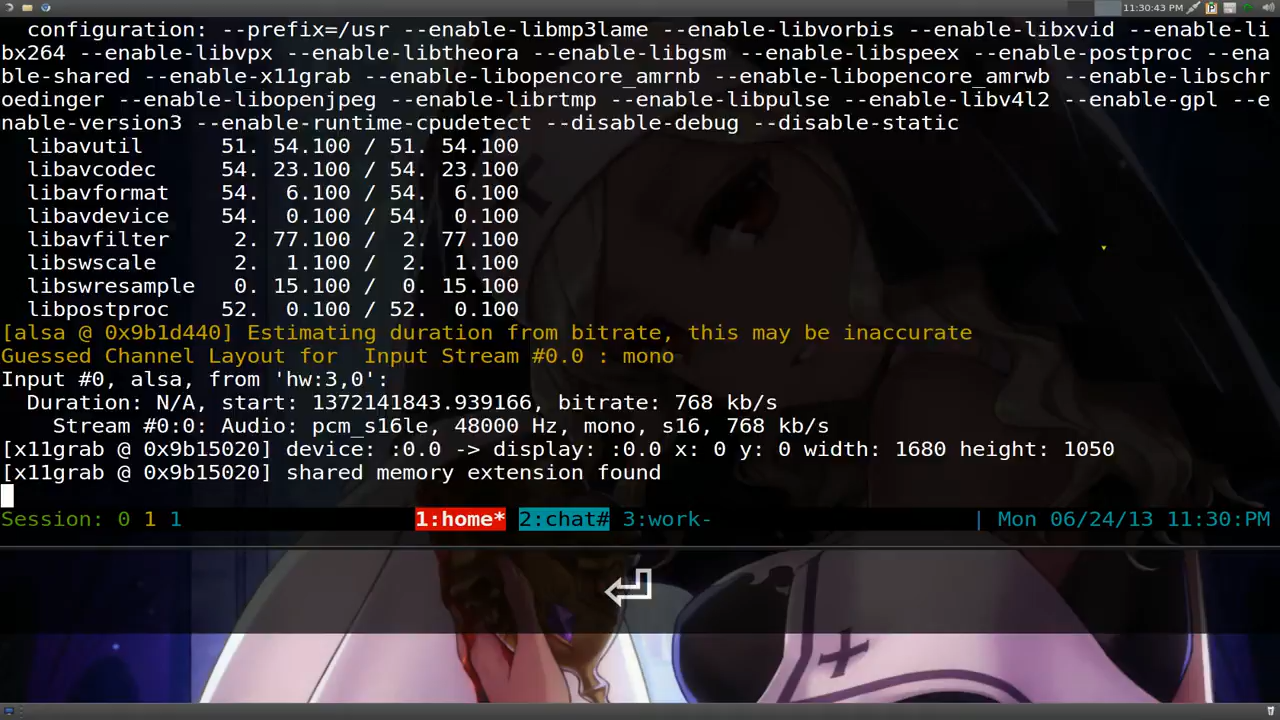 11:30:43 PM
configuration: --prefix=/usr --enable-libmp3lame --enable-libvorbis --enable-libxvid --enable-li
bx264 --enable-libvpx --enable-libtheora --enable-libgsm --enable-libspeex --enable-postproc --ena
ble-shared --enable-x11grab --enable-libopencore_amrnb --enable-libopencore_amrwb --enable-libschr
oedinger --enable-libopenjpeg --enable-librtmp --enable-libpulse --enable-libv4l2 --enable-gpl --e
nable-version3 --enable-runtime-cpudetect --disable-debug --disable-static
libavutil 51. 54.100 / 51. 54.100
libavcodec 54. 23.100 / 54. 23.100
libavformat 54. 6.100 / 54. 6.100
libavdevice 54. 0.100 / 54. 0.100
libavfilter 2. 77.100 / 2. 77.100
libswscale 2. 1.100 / 2. 1.100
libswresample 0. 15.100 / 0. 15.100
libpostproc 52. 0.100 / 52. 0.100
[alsa @ 0x9b1d440] Estimating duration from bitrate, this may be inaccurate
Guessed Channel Layout for  Input Stream #0.0 : mono
Input #0, alsa, from 'hw:3,0':
Duration: N/A, start: 1372141843.939166, bitrate: 768 kb/s
Stream #0:0: Audio: pcm_s16le, 48000 Hz, mono, s16, 768 kb/s
[x11grab @ 0x9b15020] device: :0.0 -> display: :0.0 x: 0 y: 0 width: 1680 height: 1050
[x11grab @ 0x9b15020] shared memory extension found
Session: 0 1 1 1:home* 2:chat# 3:work- | Mon 06/24/13 11:30:PM